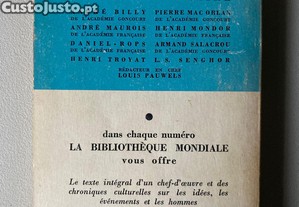 custojusto.pt
ANDRÉ BILLY
DE L'ACADÉMIE GONCOURT
ANDRÉ MAUROIS
DE L'ACADÉMIE FRANÇAISE
DANIEL-ROPS
DE L'ACADÉMIE FRANÇAISE
HENRI TROYAT
PIERRE MAC ORLAN
DE L'ACADÉMIE GONCOURT
HENRI MONDOR
DE L'ACADÉMIE FRANÇAISE
ARMAND SALACROU
DE L'ACADÉMIE GONCOURT
L. S. SENGHOR
RÉDACTEUR EN CHEF
LOUIS PAUWELS
dans chaque numéro
LA BIBLIOTHÈQUE MONDIALE
vous offre
Le texte intégral d'un chef-d'œuvre et des
chroniques culturelles sur les idées, les
événements et les hommes